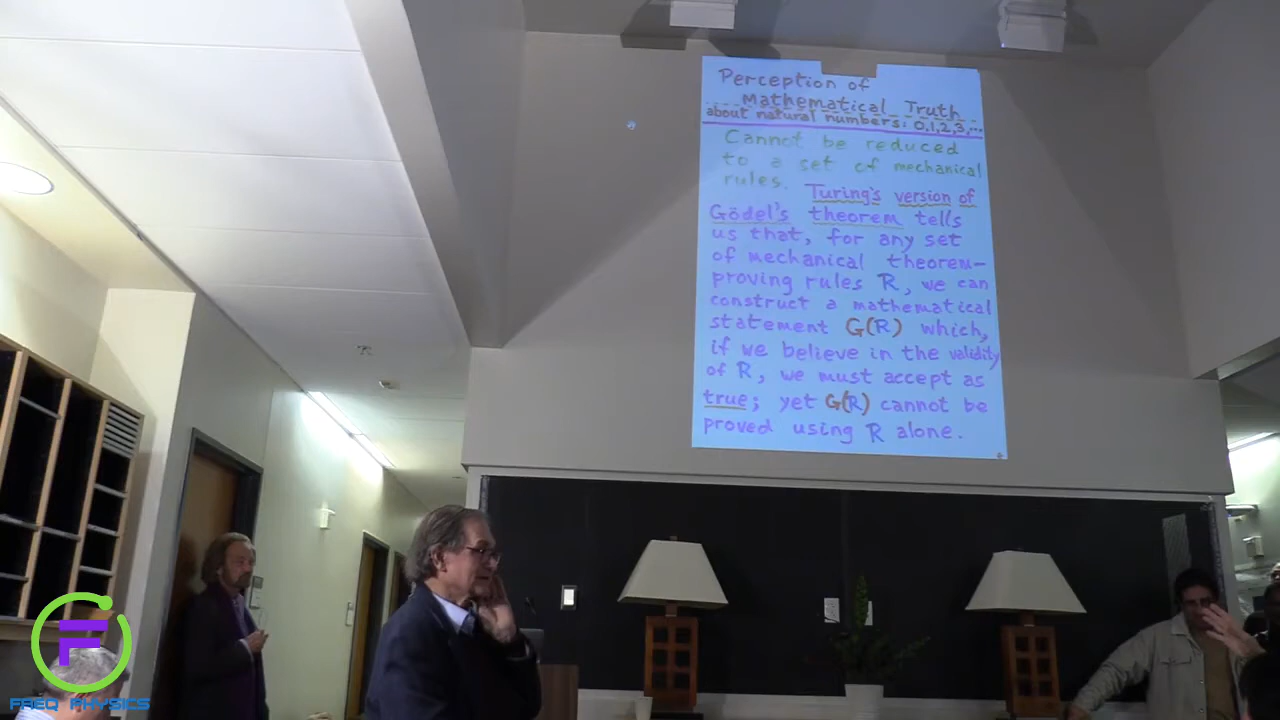 Perception of
Mathematical Truth
about natural numbers: 0,1,2,3,...
Cannot be reduced
to a set of mechanical
rules. Turing's version of
Gödel's theorem tells
us that, for any set
of mechanical theorem-
proving rules R, we can
construct a mathematical
statement G(R) which,
if we believe in the validity
of R, we must accept as
true; yet G(R) cannot be
proved using R alone.
F
FREQ PHYSICS